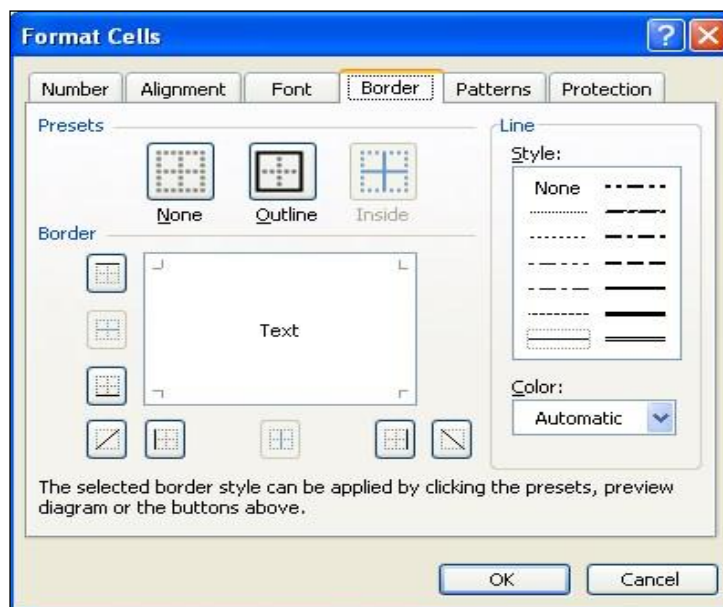 Format Cells
Number Alignment Font Border Patterns Protection
Presets
None Outline Inside
Border
Text
Line
Style:
None
Color:
Automatic
The selected border style can be applied by clicking the presets, preview
diagram or the buttons above.
OK Cancel